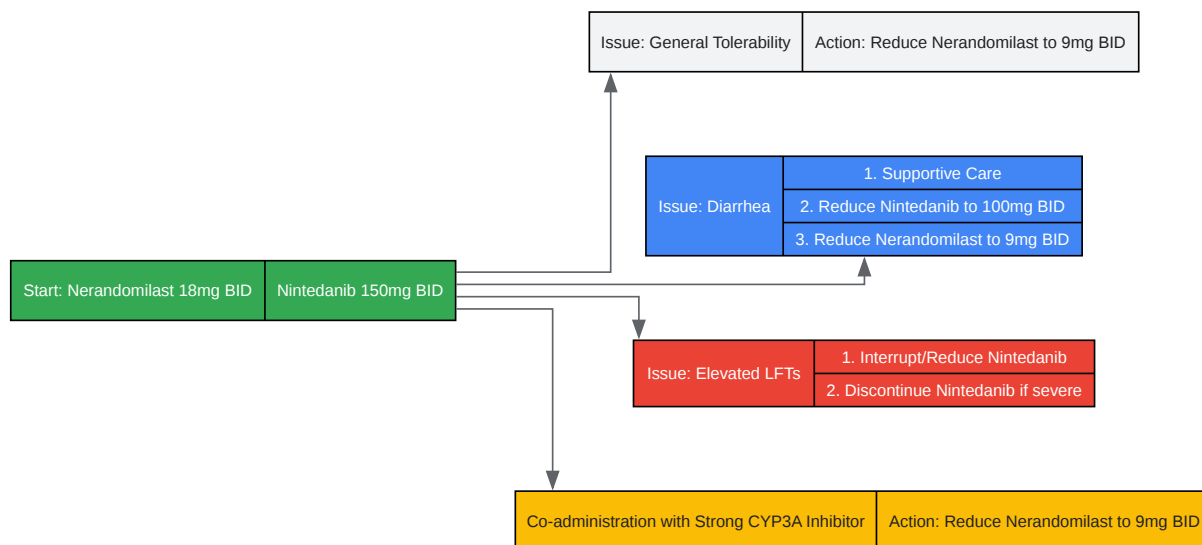 Issue: General Tolerability
Action: Reduce Nerandomilast to 9mg BID
Issue: Diarrhea
1. Supportive Care
2. Reduce Nintedanib to 100mg BID
3. Reduce Nerandomilast to 9mg BID
Start: Nerandomilast 18mg BID
Nintedanib 150mg BID
Issue: Elevated LFTs
1. Interrupt/Reduce Nintedanib
2. Discontinue Nintedanib if severe
Co-administration with Strong CYP3A Inhibitor
Action: Reduce Nerandomilast to 9mg BID